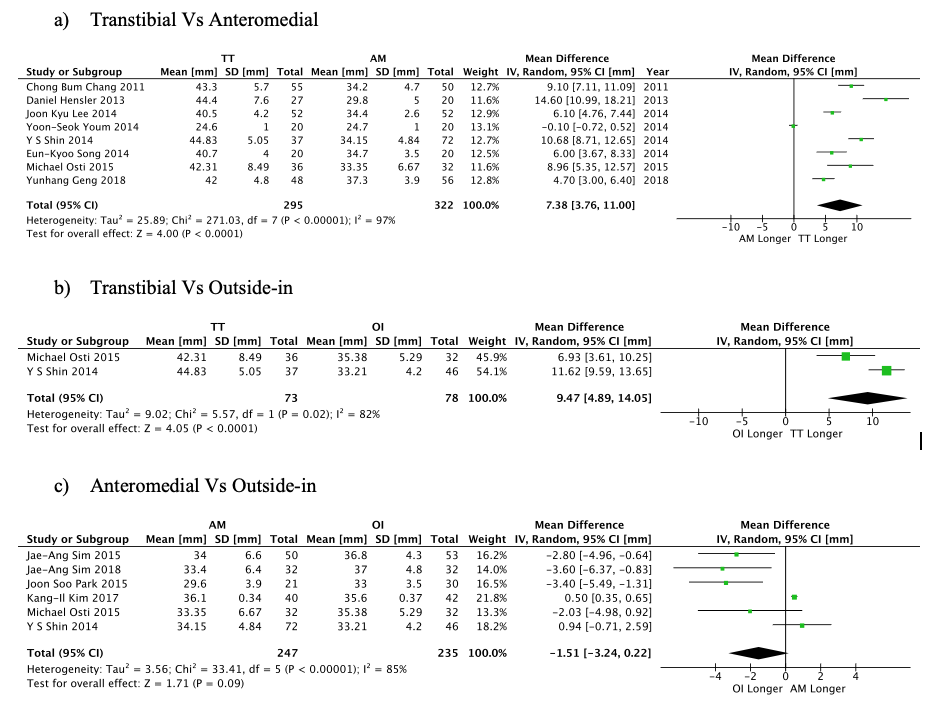 a) Transtibial Vs Anteromedial
TT AM Mean Difference Mean Difference
Study or Subgroup Mean [mm] SD [mm] Total Mean [mm] SD [mm] Total Weight IV, Random, 95% CI [mm] Year IV, Random, 95% CI [mm]
Chong Bum Chang 2011 43.3 5.7 55 34.2 4.7 50 12.7% 9.10 [7.11, 11.09] 2011
Daniel Hensler 2013 44.4 7.6 27 29.8 5 20 11.6% 14.60 [10.99, 18.21] 2013
Joon Kyu Lee 2014 40.5 4.2 52 34.4 2.6 52 13.0% 6.10 [4.76, 7.44] 2014
Yoon-Seok Youm 2014 24.6 1 20 24.7 1 20 13.1% -0.10 [-0.72, 0.52] 2014
Y S Shin 2014 44.83 5.05 37 34.15 4.84 72 12.7% 10.68 [8.71, 12.65] 2014
Eun-Kyoo Song 2014 40.7 4 20 34.7 3.5 20 12.5% 6.00 [3.67, 8.33] 2014
Michael Osti 2015 42.31 8.49 36 33.35 6.67 32 11.7% 8.96 [5.35, 12.57] 2015
Yunhang Geng 2018 42 4.8 48 37.3 3.9 56 12.8% 4.70 [3.00, 6.40] 2018
Total (95% CI) 295 322 100.0% 7.38 [3.76, 11.00]
Heterogeneity: Tau² = 25.89; Chi² = 271.03, df = 7 (P < 0.00001); I² = 97%
Test for overall effect: Z = 4.00 (P < 0.0001)
-10 -5 0 5 10
AM Longer TT Longer
b) Transtibial Vs Outside-in
TT OI Mean Difference Mean Difference
Study or Subgroup Mean [mm] SD [mm] Total Mean [mm] SD [mm] Total Weight IV, Random, 95% CI [mm] IV, Random, 95% CI [mm]
Michael Osti 2015 42.31 8.49 36 35.38 5.29 32 45.9% 6.93 [3.61, 10.25]
Y S Shin 2014 44.83 5.05 37 33.21 4.2 46 54.1% 11.62 [9.59, 13.65]
Total (95% CI) 73 78 100.0% 9.47 [4.89, 14.05]
Heterogeneity: Tau² = 9.02; Chi² = 5.57, df = 1 (P = 0.02); I² = 82%
Test for overall effect: Z = 4.05 (P < 0.0001)
-10 -5 0 5 10
OI Longer TT Longer
c) Anteromedial Vs Outside-in
AM OI Mean Difference Mean Difference
Study or Subgroup Mean [mm] SD [mm] Total Mean [mm] SD [mm] Total Weight IV, Random, 95% CI [mm] IV, Random, 95% CI [mm]
Jae-Ang Sim 2015 34 6.6 50 36.8 4.3 53 16.2% -2.80 [-4.96, -0.64]
Jae-Ang Sim 2018 33.4 6.4 32 37 4.8 32 14.0% -3.60 [-6.37, -0.83]
Joon Soo Park 2015 29.6 3.9 21 33 3.5 30 16.5% -3.40 [-5.49, -1.31]
Kang-Il Kim 2017 36.1 0.34 40 35.6 0.37 42 21.8% 0.50 [0.35, 0.65]
Michael Osti 2015 33.35 6.67 32 35.38 5.29 32 13.3% -2.03 [-4.98, 0.92]
Y S Shin 2014 34.15 4.84 72 33.21 4.2 46 18.2% 0.94 [-0.71, 2.59]
Total (95% CI) 247 235 100.0% -1.51 [-3.24, 0.22]
Heterogeneity: Tau² = 3.56; Chi² = 33.41, df = 5 (P < 0.00001); I² = 85%
Test for overall effect: Z = 1.71 (P = 0.09)
-4 -2 0 2 4
OI Longer AM Longer